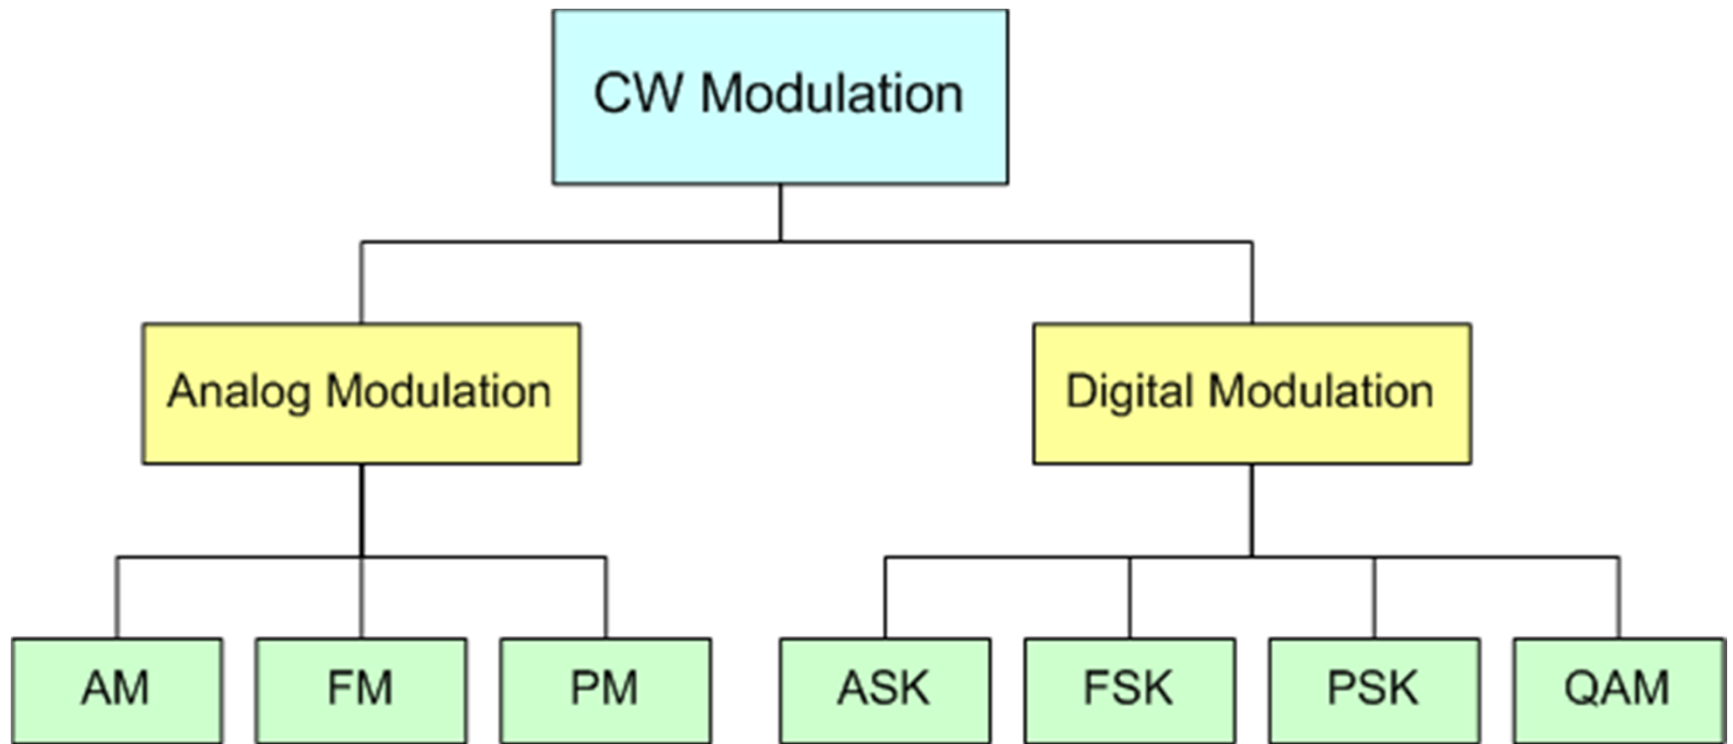 CW Modulation
Analog Modulation
Digital Modulation
AM
FM
PM
ASK
FSK
PSK
QAM